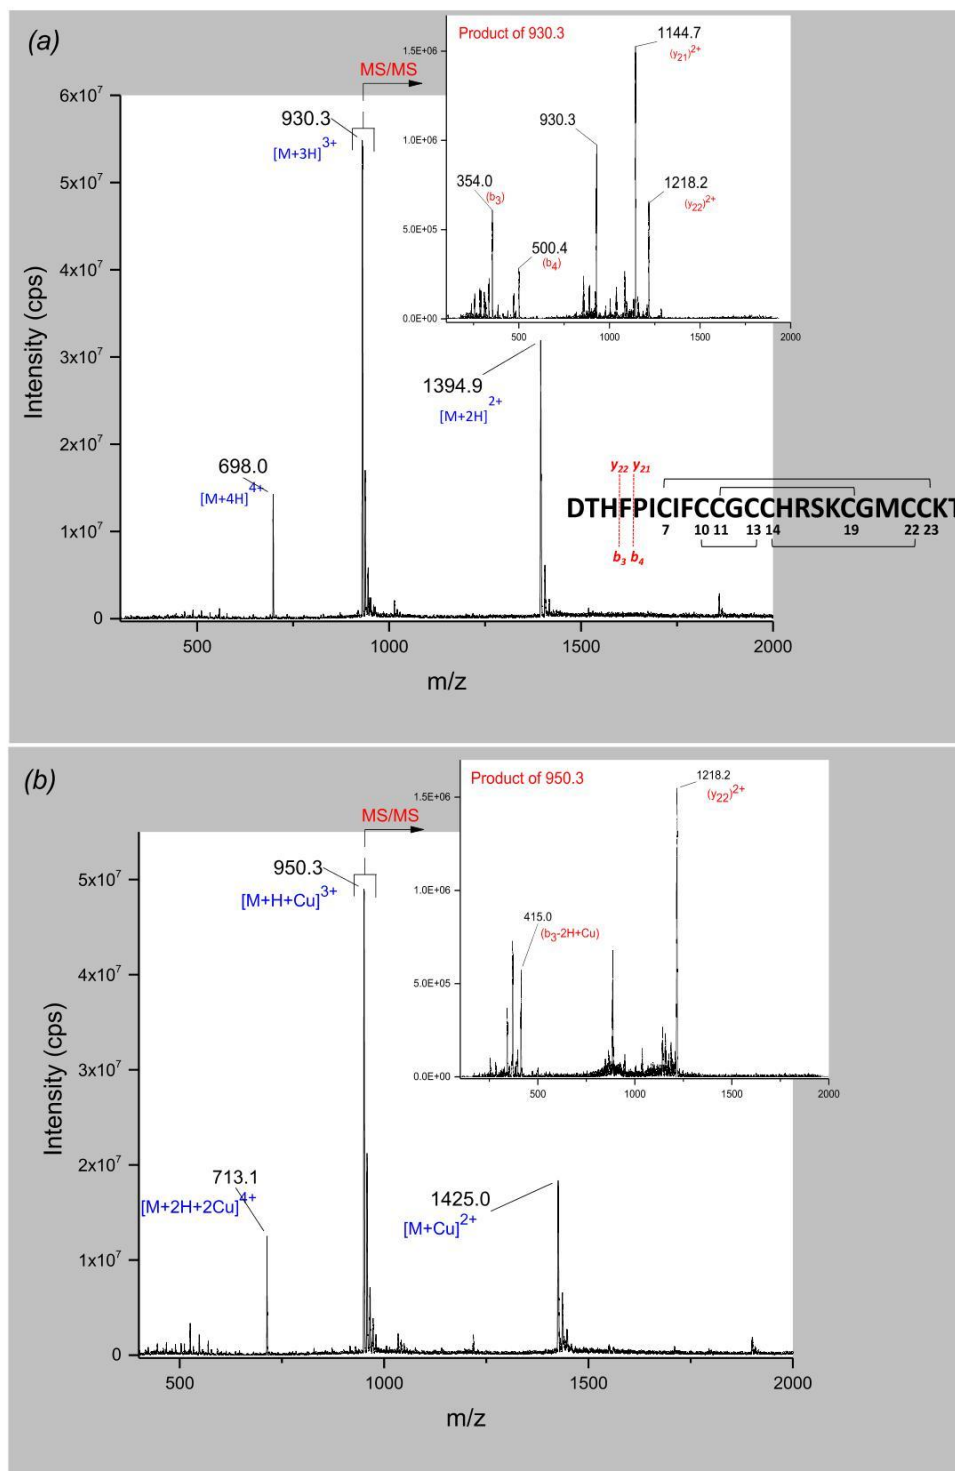 (a)
Product of 930.3
MS/MS
1144.7
(y21)2+
930.3
1218.2
(y22)2+
354.0
(b3)
500.4
(b4)
1.5E+06
1.0E+06
5.0E+05
0.0E+00
500
1000
1500
2000
930.3
[M+3H]3+
1394.9
[M+2H]2+
698.0
[M+4H]4+
y22 y21
DTHFPICIFCCGCCHRSKCGMCCKT
7 10 11 13 14 19 22 23
b3 b4
6x10^7
5x10^7
4x10^7
3x10^7
2x10^7
1x10^7
0
Intensity (cps)
500
1000
1500
2000
m/z
(b)
Product of 950.3
MS/MS
1218.2
(y22)2+
415.0
(b3-2H+Cu)
1.5E+06
1.0E+06
5.0E+05
0.0E+00
500
1000
1500
2000
950.3
[M+H+Cu]3+
713.1
[M+2H+2Cu]4+
1425.0
[M+Cu]2+
5x10^7
4x10^7
3x10^7
2x10^7
1x10^7
0
Intensity (cps)
500
1000
1500
2000
m/z